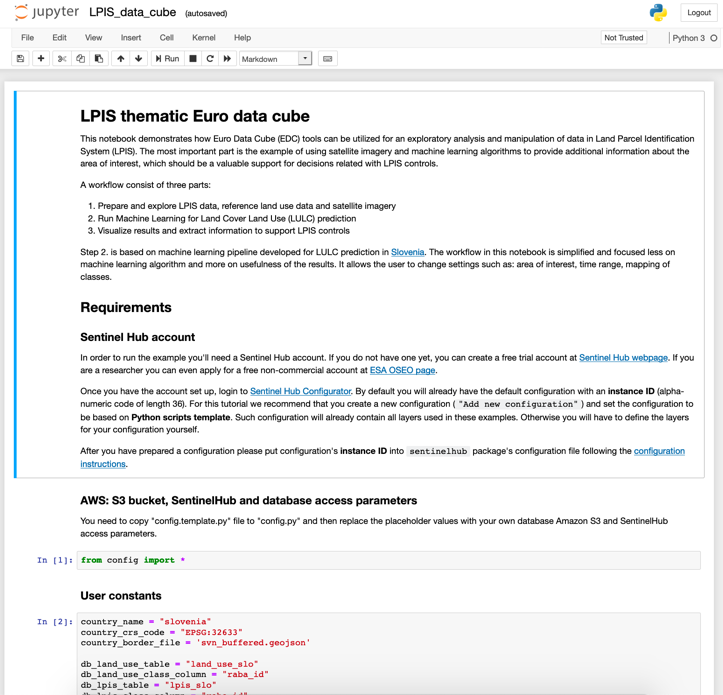 jupyter LPIS_data_cube (autosaved)
Logout
File Edit View Insert Cell Kernel Help
Not Trusted
Python 3
Run
Markdown
LPIS thematic Euro data cube
This notebook demonstrates how Euro Data Cube (EDC) tools can be utilized for an exploratory analysis and manipulation of data in Land Parcel Identification
System (LPIS). The most important part is the example of using satellite imagery and machine learning algorithms to provide additional information about the
area of interest, which should be a valuable support for decisions related with LPIS controls.
A workflow consist of three parts:
1. Prepare and explore LPIS data, reference land use data and satellite imagery
2. Run Machine Learning for Land Cover Land Use (LULC) prediction
3. Visualize results and extract information to support LPIS controls
Step 2. is based on machine learning pipeline developed for LULC prediction in Slovenia. The workflow in this notebook is simplified and focused less on
machine learning algorithm and more on usefulness of the results. It allows the user to change settings such as: area of interest, time range, mapping of
classes.
Requirements
Sentinel Hub account
In order to run the example you'll need a Sentinel Hub account. If you do not have one yet, you can create a free trial account at Sentinel Hub webpage. If you
are a researcher you can even apply for a free non-commercial account at ESA OSEO page.
Once you have the account set up, login to Sentinel Hub Configurator. By default you will already have the default configuration with an instance ID (alpha-
numeric code of length 36). For this tutorial we recommend that you create a new configuration ( "Add new configuration" ) and set the configuration to
be based on Python scripts template. Such configuration will already contain all layers used in these examples. Otherwise you will have to define the layers
for your configuration yourself.
After you have prepared a configuration please put configuration's instance ID into sentinelhub package's configuration file following the configuration
instructions.
AWS: S3 bucket, SentinelHub and database access parameters
You need to copy "config.template.py" file to "config.py" and then replace the placeholder values with your own database Amazon S3 and SentinelHub
access parameters.
In [1]: from config import *
User constants
In [2]: country_name = "slovenia"
country_crs_code = "EPSG:32633"
country_border_file = 'svn_buffered.geojson'
db_land_use_table = "land_use_slo"
db_land_use_class_column = "raba_id"
db_lpis_table = "lpis_slo"